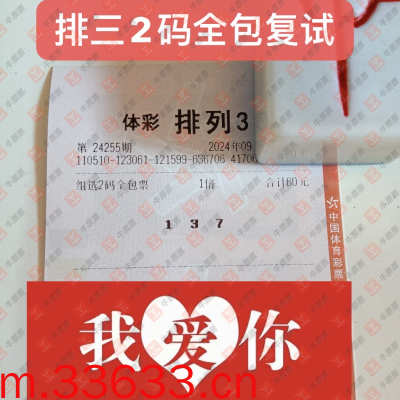 排三2码全包复试
体彩 排列3
第 24255期 2024年09
110510-123061-121599-636706 41706
组选2码全包票 1倍 合计60元
1 3 7
中国体育彩票
我爱你
m.33633.cn